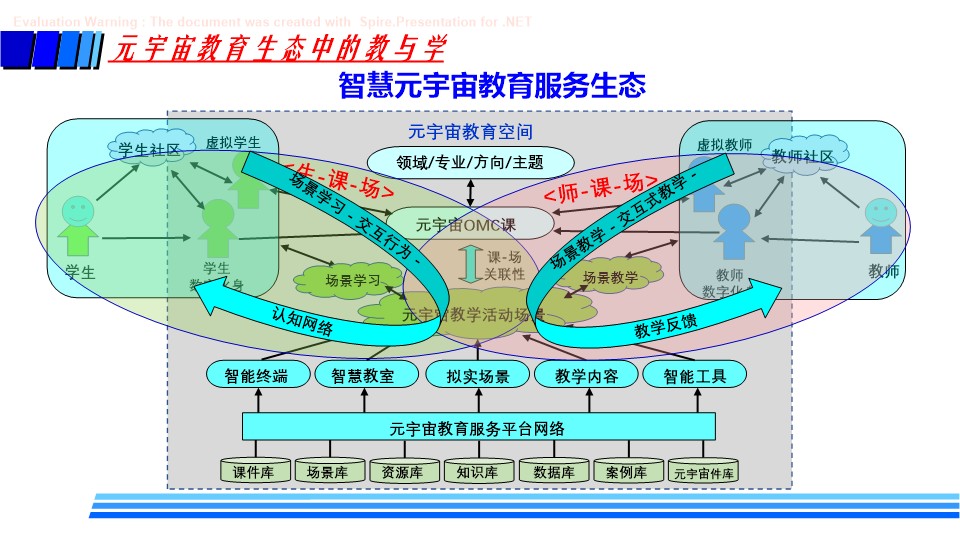 Evaluation Warning : The document was created with Spire.Presentation for .NET
元宇宙教育生态中的教与学
智慧元宇宙教育服务生态
元宇宙教育空间
学生社区
虚拟学生
领域/专业/方向/主题
虚拟教师
教师社区
<生-课-场>
<师-课-场>
场景学习-交互行为-
场景教学-交互式教学-
元宇宙OMC课
课-场
关联性
学生
学生
场景学习
场景教学
教师
数字化
教师
元宇宙教学活动场景
认知网络
教学反馈
智能终端
智慧教室
拟实场景
教学内容
智能工具
元宇宙教育服务平台网络
课件库
场景库
资源库
知识库
数据库
案例库
元宇宙件库